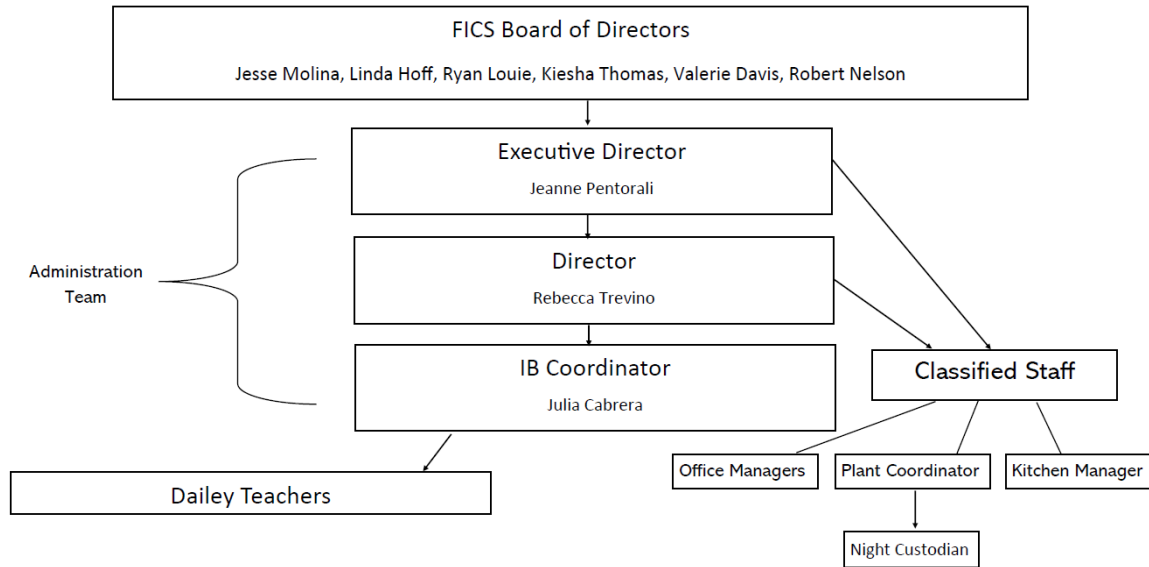 FICS Board of Directors
Jesse Molina, Linda Hoff, Ryan Louie, Kiesha Thomas, Valerie Davis, Robert Nelson
Executive Director
Jeanne Pentorali
Administration
Team
Director
Rebecca Trevino
IB Coordinator
Julia Cabrera
Classified Staff
Dailey Teachers
Office Managers
Plant Coordinator
Kitchen Manager
Night Custodian